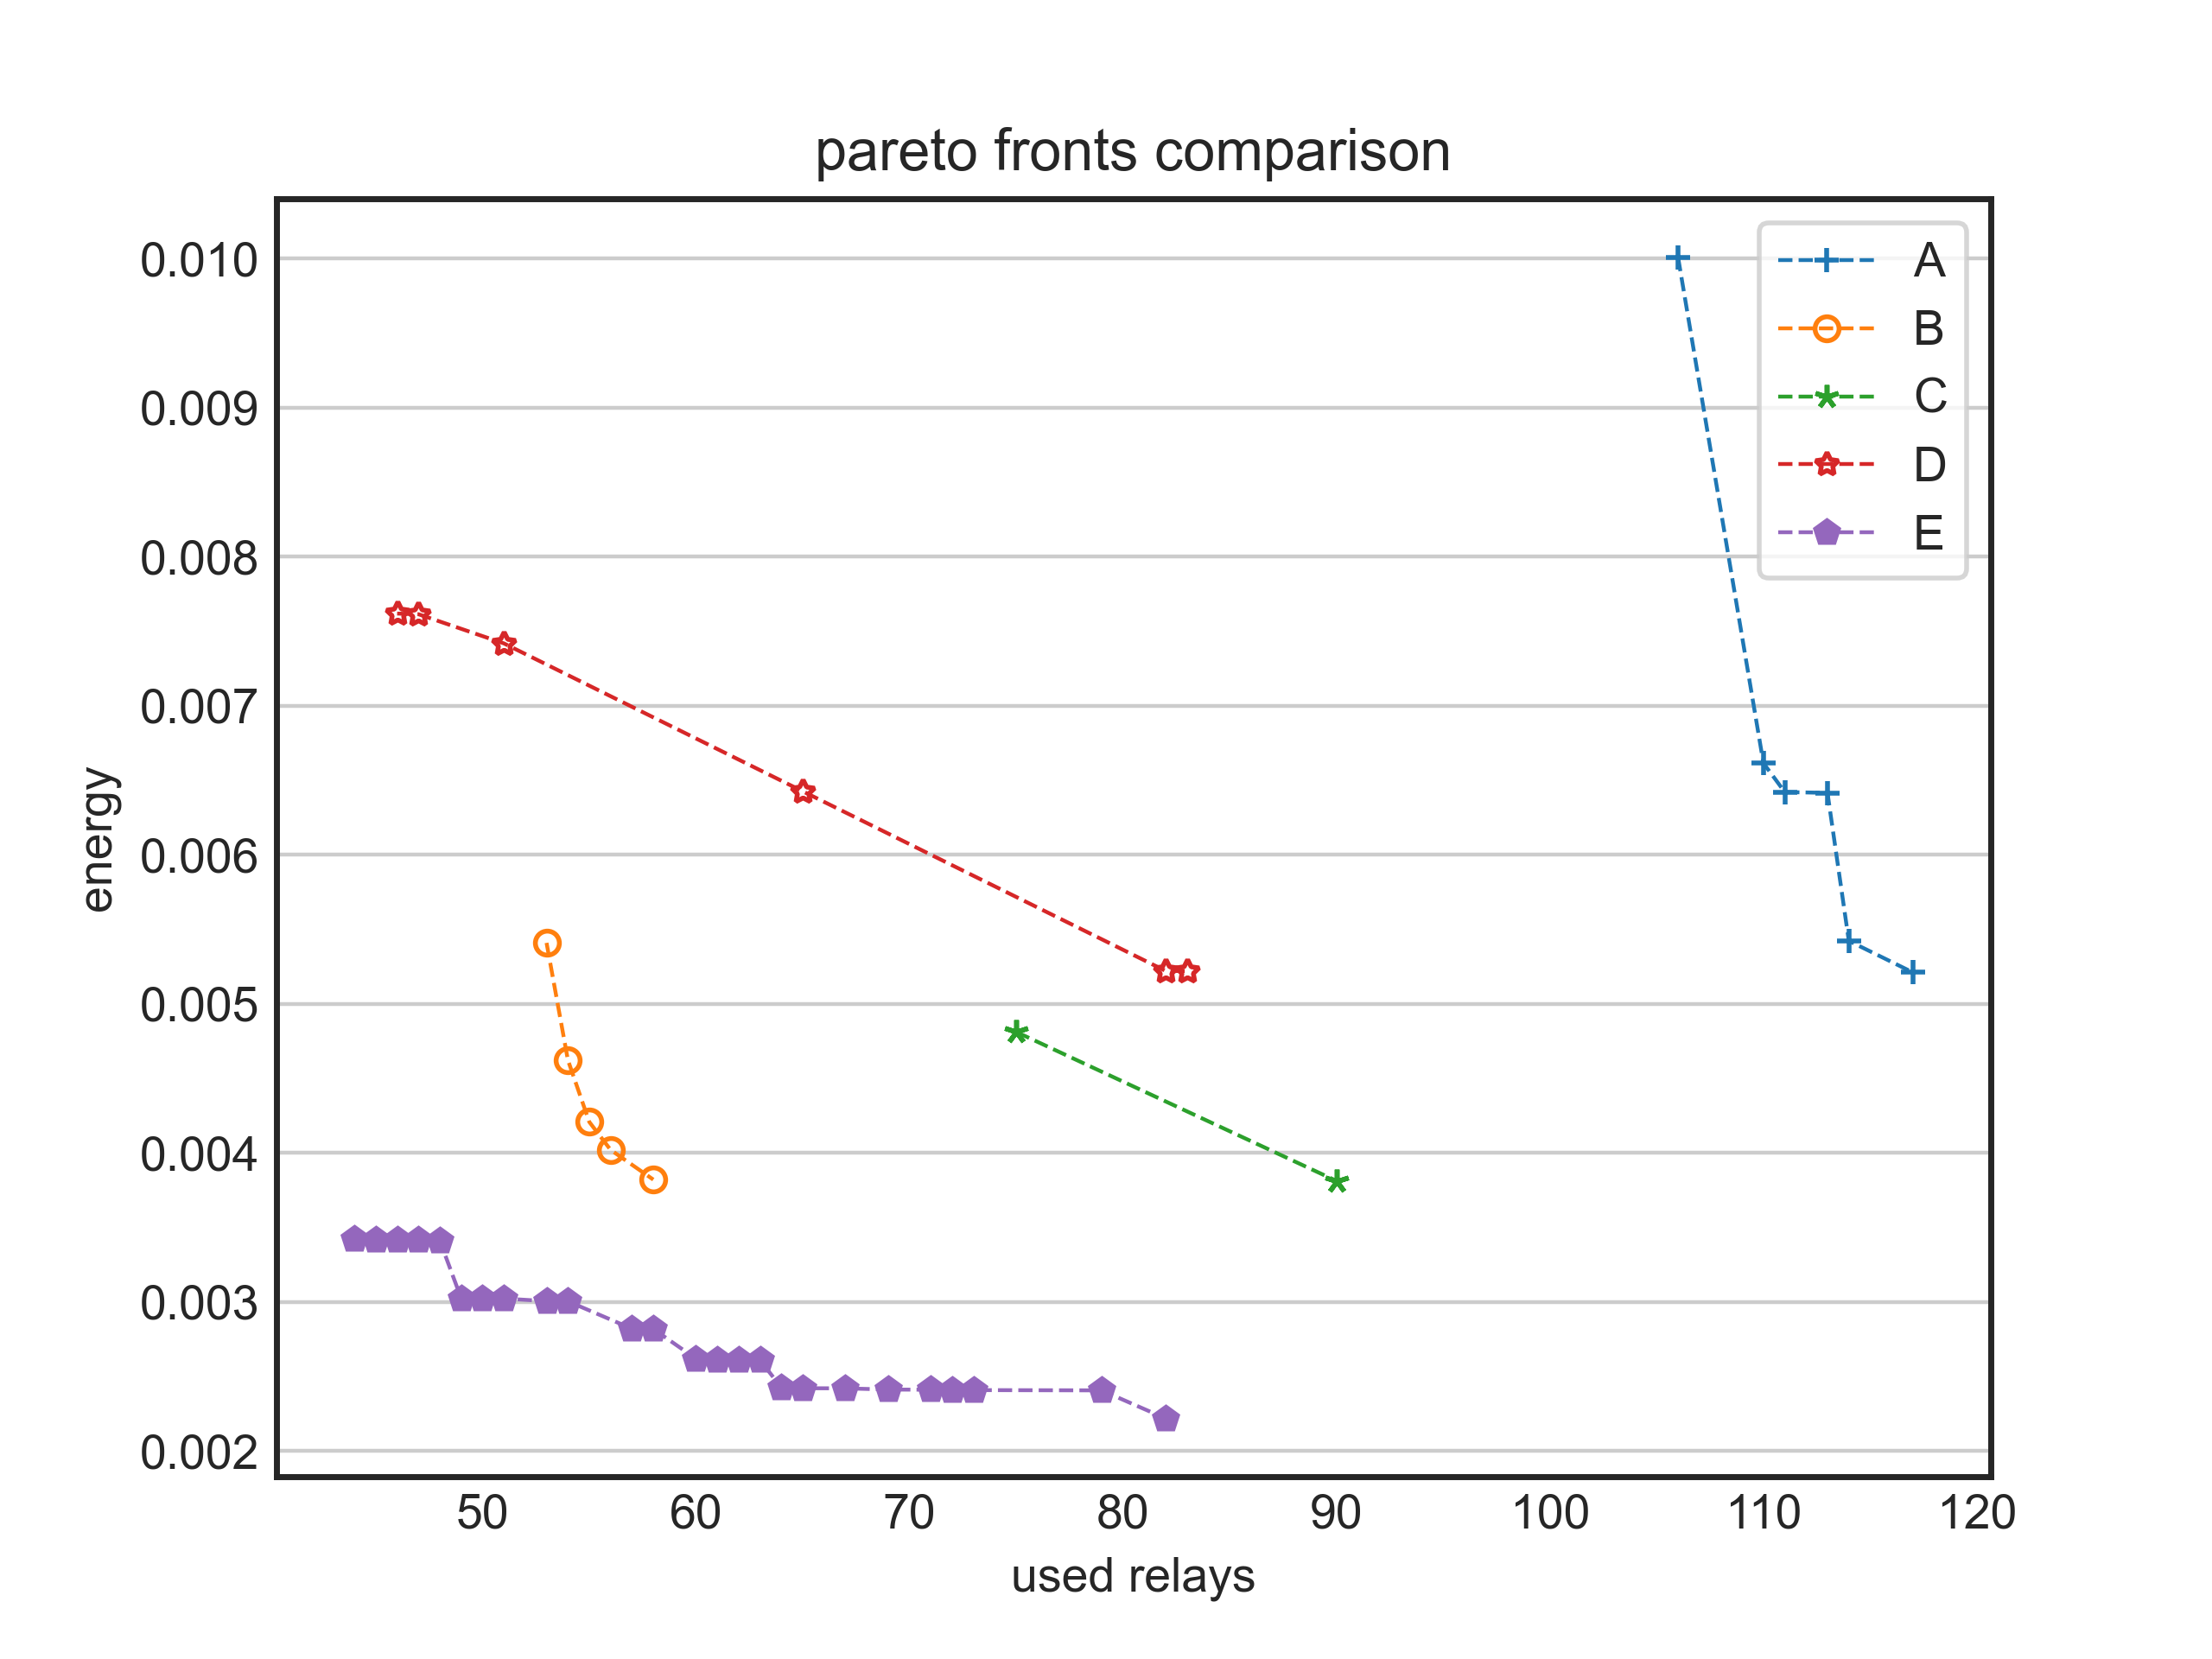 pareto fronts comparison
0.010
0.009
0.008
0.007
0.006
0.005
0.004
0.003
0.002
energy
A
B
C
D
E
50 60 70 80 90 100 110 120
used relays